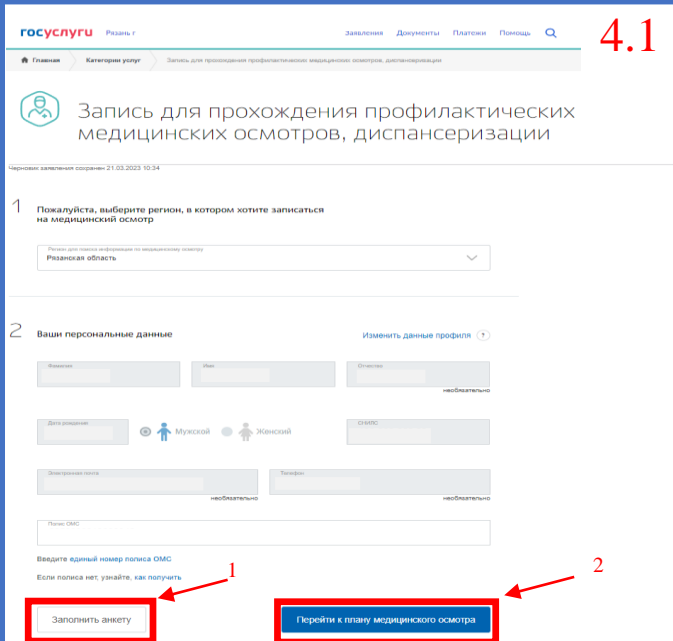 госуслуги Рязань г Заявления Документы Платежи Помощь
4.1
Главная Категории услуг Запись для прохождения профилактических медицинских осмотров, диспансеризации
Запись для прохождения профилактических
медицинских осмотров, диспансеризации
Черновик заявления сохранен 21.03.2023 10:34
1 Пожалуйста, выберите регион, в котором хотите записаться
на медицинский осмотр
Регион для поиска информации по медицинскому осмотру
Рязанская область
2 Ваши персональные данные Изменить данные профиля ?
Фамилия Имя Отчество
необязательно
Дата рождения Мужской Женский СНИЛС
Электронная почта Телефон
необязательно необязательно
Полис ОМС
Введите единый номер полиса ОМС
Если полиса нет, узнайте, как получить
1
2
Заполнить анкету Перейти к плану медицинского осмотра